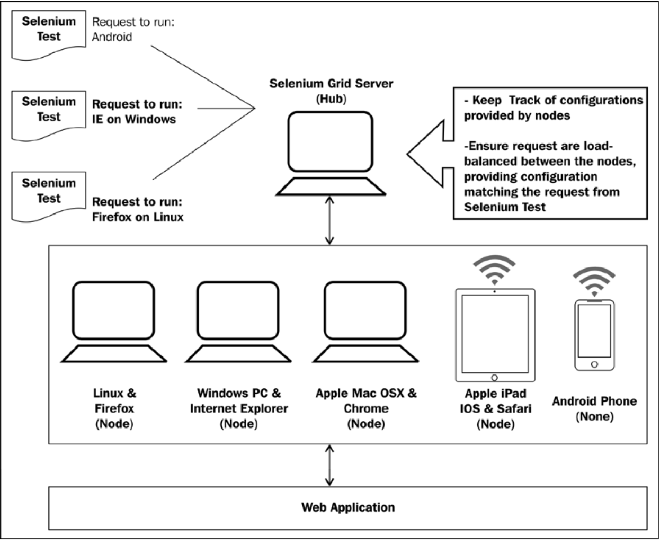 Selenium
Test
Request to run:
Android
Selenium
Test
Request to run:
IE on Windows
Selenium
Test
Request to run:
Firefox on Linux
Selenium Grid Server
(Hub)
- Keep Track of configurations
provided by nodes
-Ensure request are load-
balanced between the nodes,
providing configuration
matching the request from
Selenium Test
Linux &
Firefox
(Node)
Windows PC &
Internet Explorer
(Node)
Apple Mac OSX &
Chrome
(Node)
Apple iPad
IOS & Safari
(Node)
Android Phone
(None)
Web Application